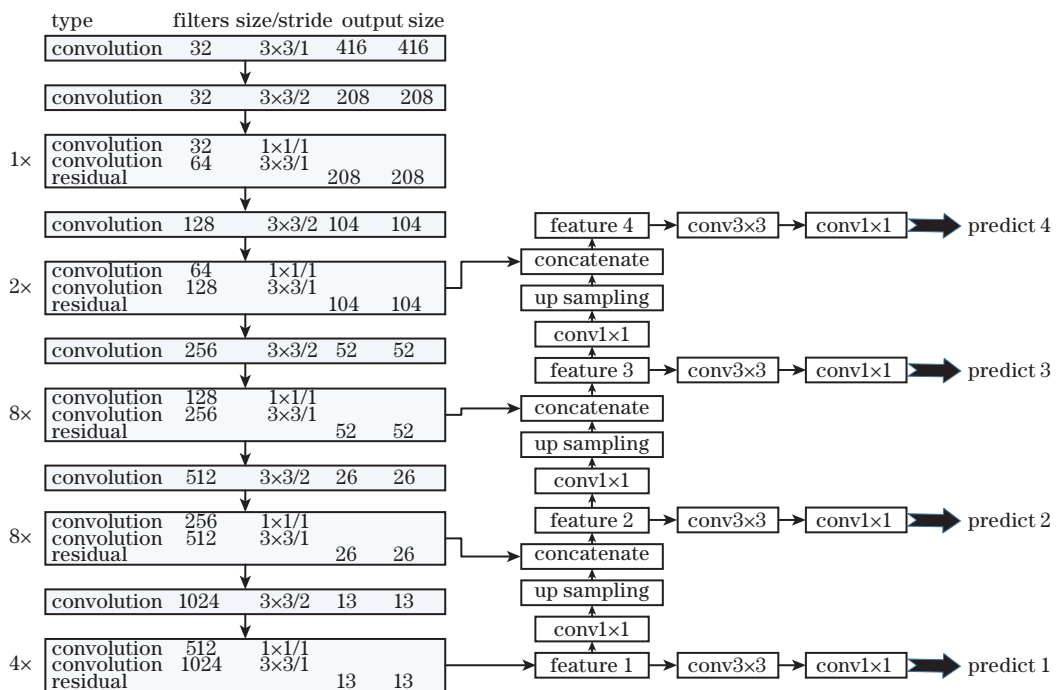 type filters size/stride output size
convolution 32 3×3/1 416 416
convolution 32 3×3/2 208 208
1×
convolution 32 1×1/1
convolution 64 3×3/1
residual 208 208
convolution 128 3×3/2 104 104
2×
convolution 64 1×1/1
convolution 128 3×3/1
residual 104 104
convolution 256 3×3/2 52 52
8×
convolution 128 1×1/1
convolution 256 3×3/1
residual 52 52
convolution 512 3×3/2 26 26
8×
convolution 256 1×1/1
convolution 512 3×3/1
residual 26 26
convolution 1024 3×3/2 13 13
4×
convolution 512 1×1/1
convolution 1024 3×3/1
residual 13 13
feature 4 conv3×3 conv1×1 predict 4
concatenate
up sampling
conv1×1
feature 3 conv3×3 conv1×1 predict 3
concatenate
up sampling
conv1×1
feature 2 conv3×3 conv1×1 predict 2
concatenate
up sampling
conv1×1
feature 1 conv3×3 conv1×1 predict 1